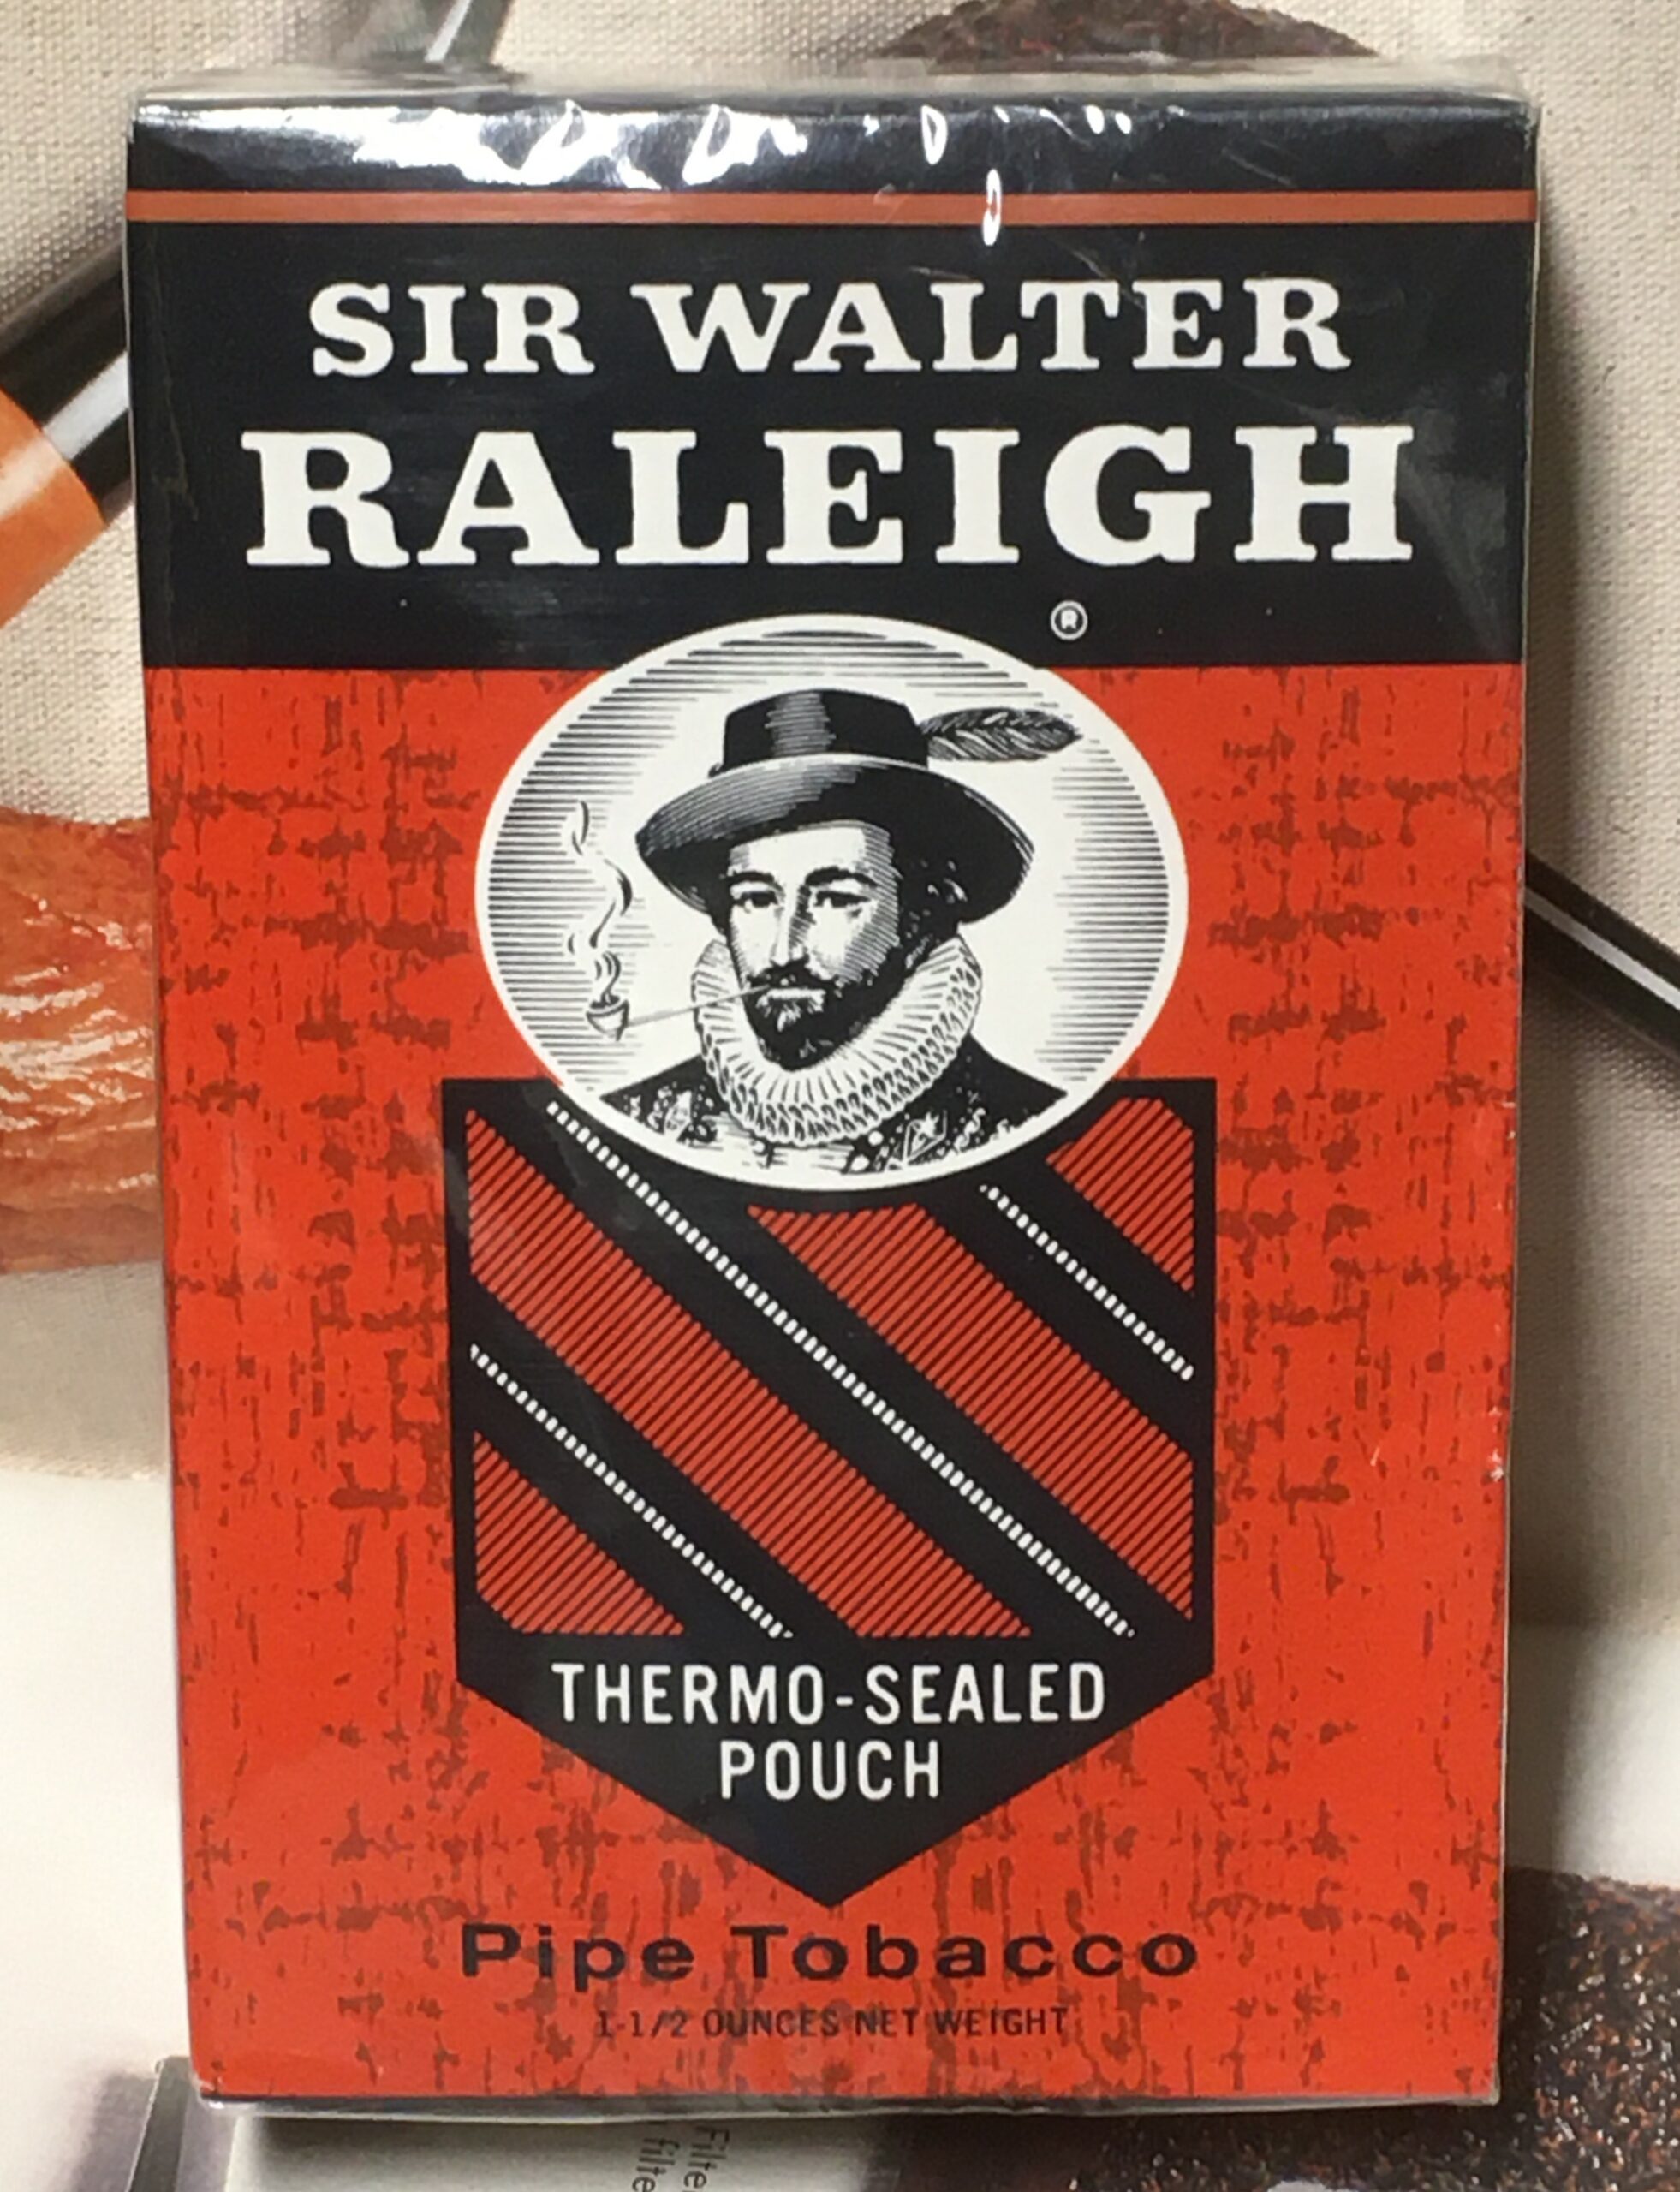 SIR WALTER
RALEIGH
®
THERMO-SEALED
POUCH
Pipe Tobacco
1-1/2 OUNCES NET WEIGHT